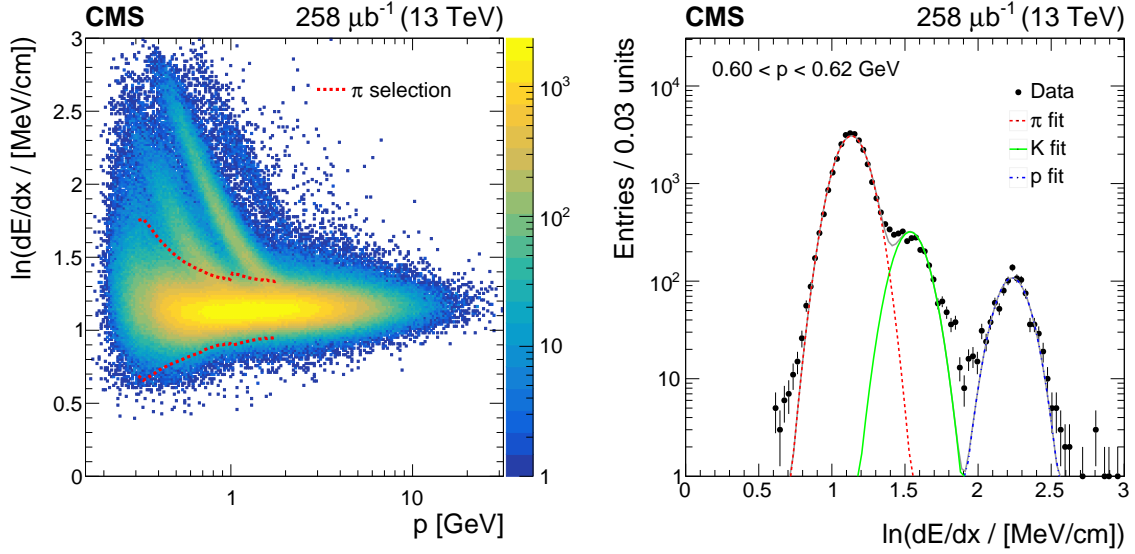 CMS 258 μb⁻¹ (13 TeV)
ln(dE/dx / [MeV/cm])
3
2.5
2
1.5
1
0.5
0
π selection
10³
10²
10
1
1
10
p [GeV]
CMS 258 μb⁻¹ (13 TeV)
0.60 < p < 0.62 GeV
Data
π fit
K fit
p fit
Entries / 0.03 units
10⁴
10³
10²
10
1
0 0.5 1 1.5 2 2.5 3
ln(dE/dx / [MeV/cm])